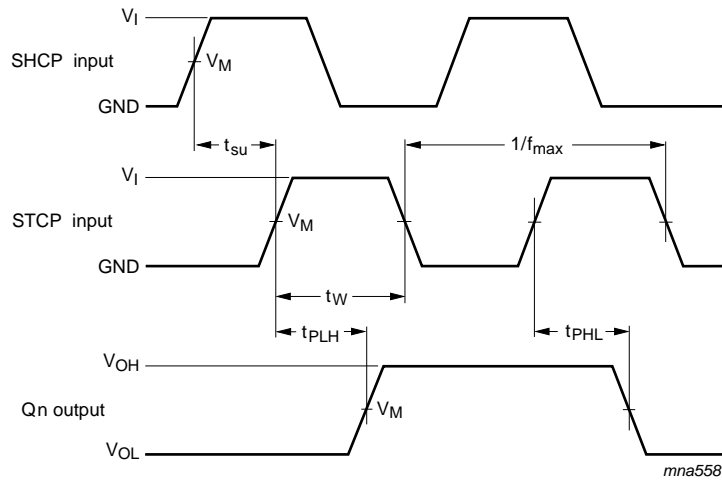 VI
SHCP input
VM
GND
tsu
1/fmax
VI
STCP input
VM
GND
tW
tPLH
tPHL
VOH
Qn output
VM
VOL
mna558